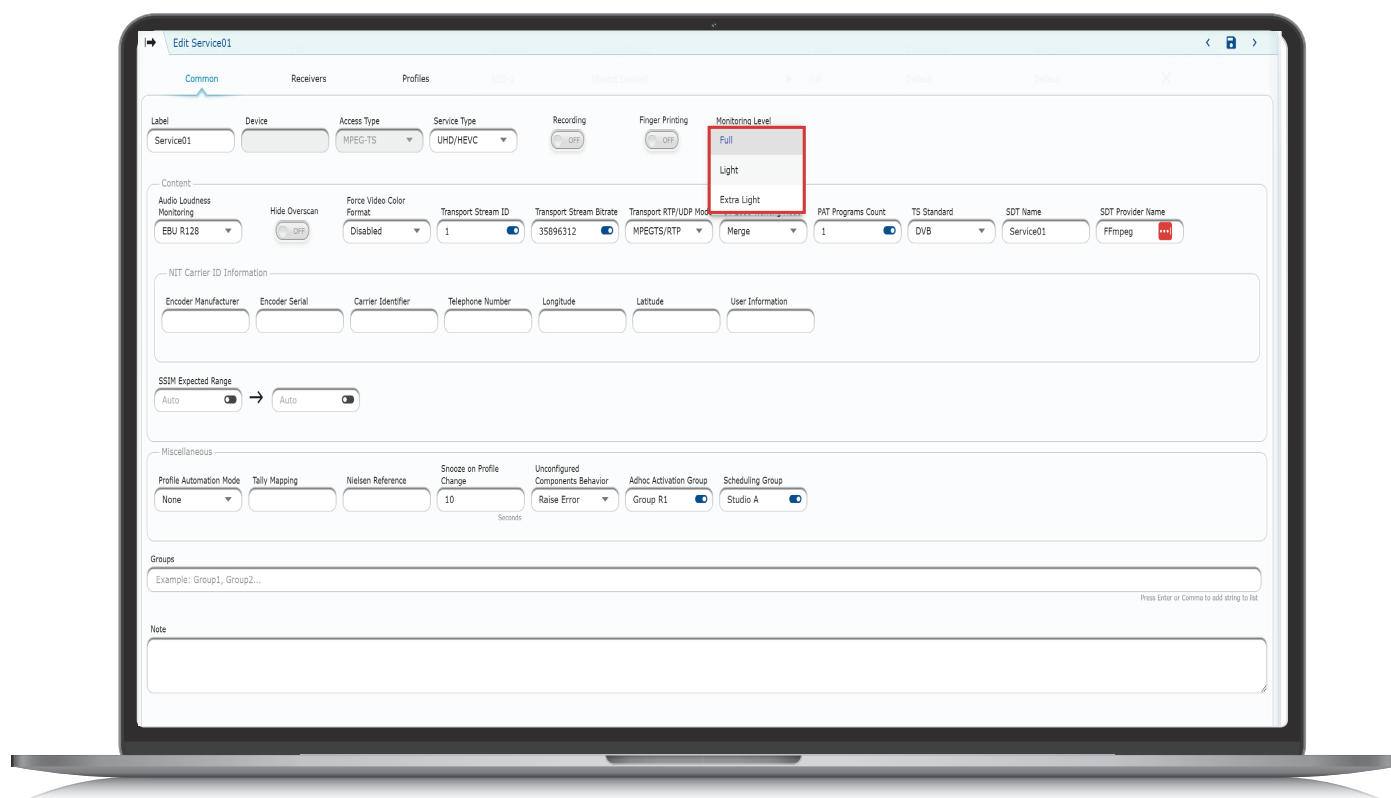 Edit Service01
Common Receivers Profiles
Label Device Access Type Service Type Recording Finger Printing Monitoring Level
Service01 MPEG-TS UHD/HEVC OFF OFF Full
Light
Extra Light
Content
Audio Loudness Monitoring Hide Overscan Force Video Color Format Transport Stream ID Transport Stream Bitrate Transport RTP/UDP Mode PAT Programs Count TS Standard SDT Name SDT Provider Name
EBU R128 OFF Disabled 1 35896312 MPEGTS/RTP Merge 1 DVB Service01 FFmpeg
NIT Carrier ID Information
Encoder Manufacturer Encoder Serial Carrier Identifier Telephone Number Longitude Latitude User Information
SSIM Expected Range
Auto Auto
Miscellaneous
Profile Automation Mode Tally Mapping Nielsen Reference Snooze on Profile Change Unconfigured Components Behavior Adhoc Activation Group Scheduling Group
None 10 Raise Error Group R1 Studio A
Seconds
Groups
Example: Group1, Group2...
Press Enter or Comma to add string to list
Note